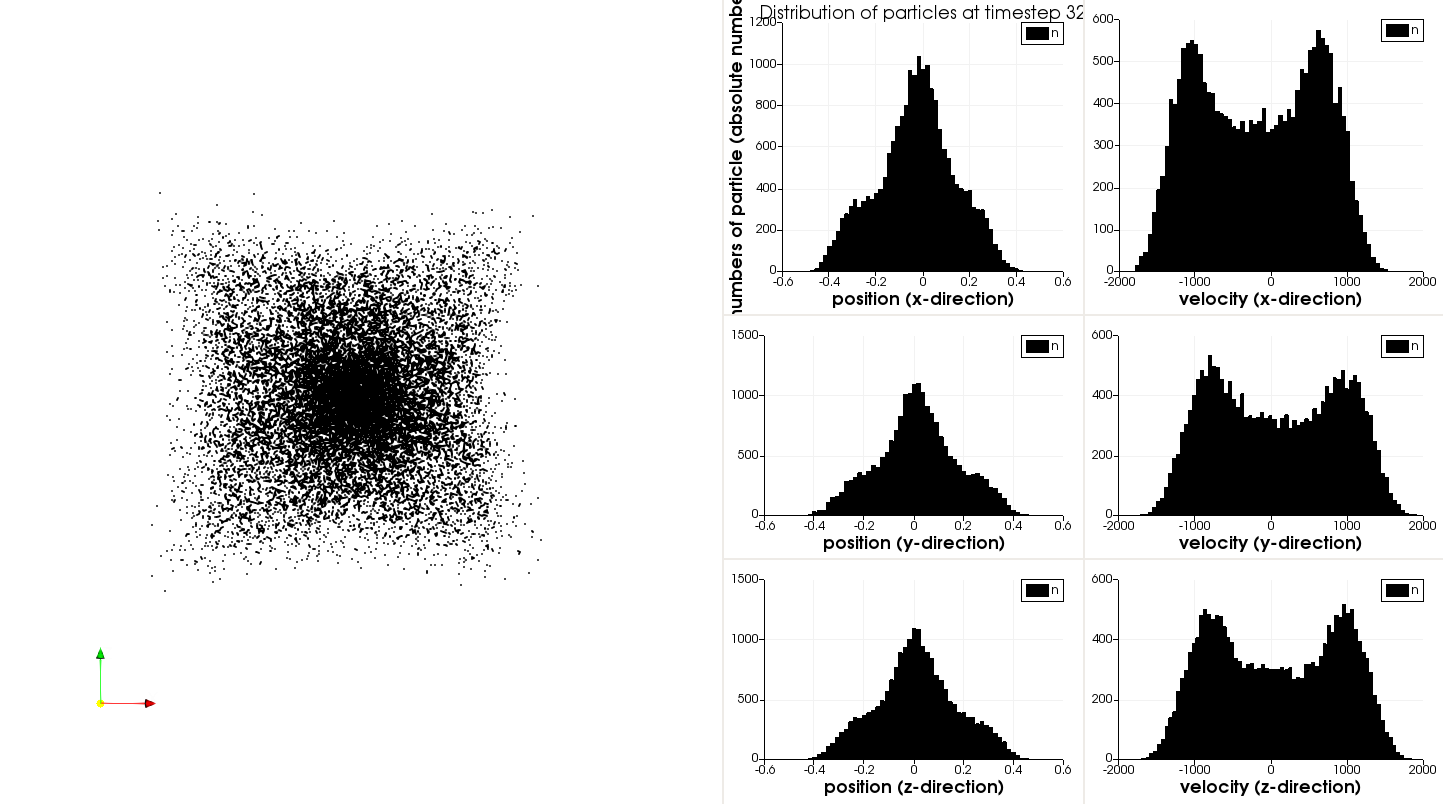 Distribution of particles at timestep 32
numbers of particle (absolute numbe
1200
1000
800
600
400
200
0
-0.6 -0.4 -0.2 0 0.2 0.4 0.6
position (x-direction)
n
600
500
400
300
200
100
0
-2000 -1000 0 1000 2000
velocity (x-direction)
n
1500
1000
500
0
-0.6 -0.4 -0.2 0 0.2 0.4 0.6
position (y-direction)
n
600
400
200
0
-2000 -1000 0 1000 2000
velocity (y-direction)
n
1500
1000
500
0
-0.6 -0.4 -0.2 0 0.2 0.4 0.6
position (z-direction)
n
600
400
200
0
-2000 -1000 0 1000 2000
velocity (z-direction)
n